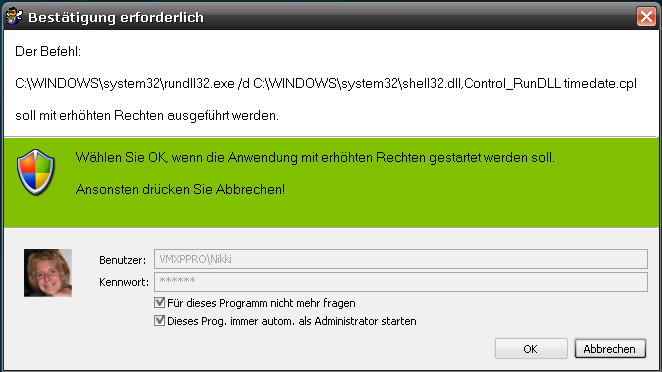 Bestätigung erforderlich
Der Befehl:
C:\WINDOWS\system32\rundll32.exe /d C:\WINDOWS\system32\shell32.dll,Control_RunDLL timedate.cpl
soll mit erhöhten Rechten ausgeführt werden.
Wählen Sie OK, wenn die Anwendung mit erhöhten Rechten gestartet werden soll.
Ansonsten drücken Sie Abbrechen!
Benutzer: VMXPPRO\Nikki
Kennwort: ******
Für dieses Programm nicht mehr fragen
Dieses Prog. immer autom. als Administrator starten
OK Abbrechen